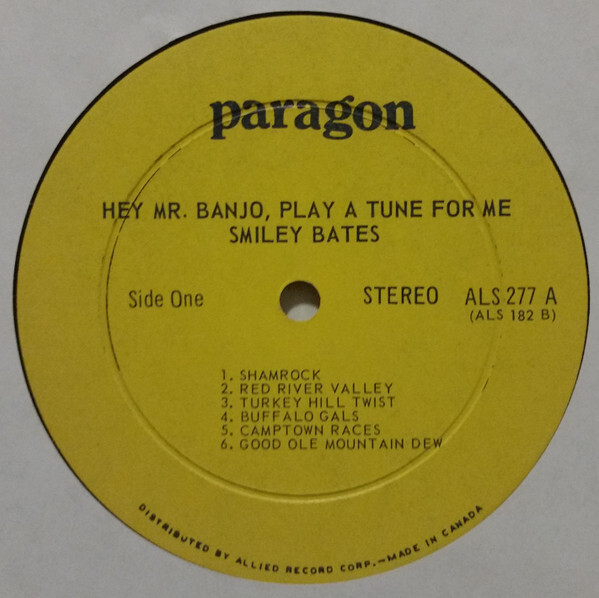 paragon
HEY MR. BANJO, PLAY A TUNE FOR ME
SMILEY BATES
Side One
STEREO
ALS 277 A
(ALS 182 B)
1. SHAMROCK
2. RED RIVER VALLEY
3. TURKEY HILL TWIST
4. BUFFALO GALS
5. CAMPTOWN RACES
6. GOOD OLE MOUNTAIN DEW
DISTRIBUTED BY ALLIED RECORD CORP.—MADE IN CANADA